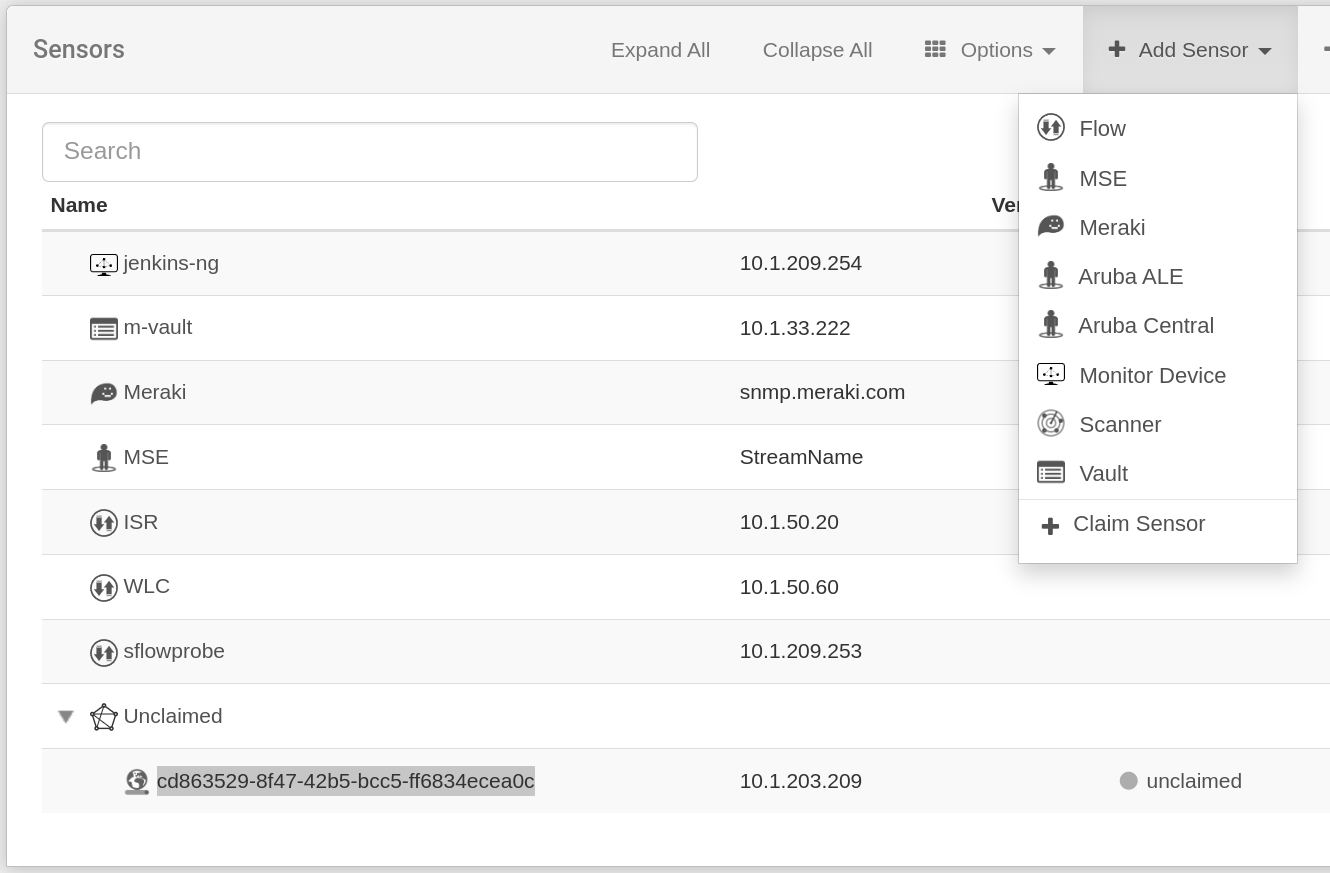 Sensors
Expand All
Collapse All
Options
Add Sensor
Search
Name
Flow
MSE
Meraki
Aruba ALE
Aruba Central
Monitor Device
Scanner
Vault
Claim Sensor
jenkins-ng 10.1.209.254
m-vault 10.1.33.222
Meraki snmp.meraki.com
MSE StreamName
ISR 10.1.50.20
WLC 10.1.50.60
sflowprobe 10.1.209.253
Unclaimed
cd863529-8f47-42b5-bcc5-ff6834ecea0c 10.1.203.209 unclaimed